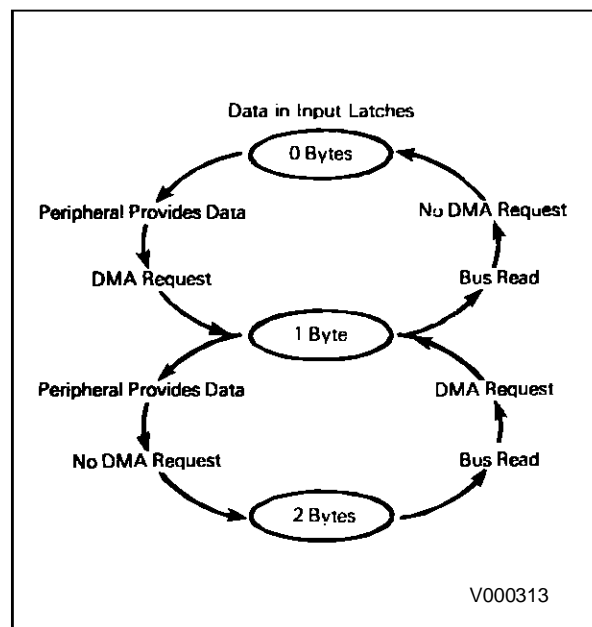 Data in Input Latches
0 Bytes
Peripheral Provides Data
No DMA Request
DMA Request
Bus Read
1 Byte
Peripheral Provides Data
DMA Request
No DMA Request
Bus Read
2 Bytes
V000313